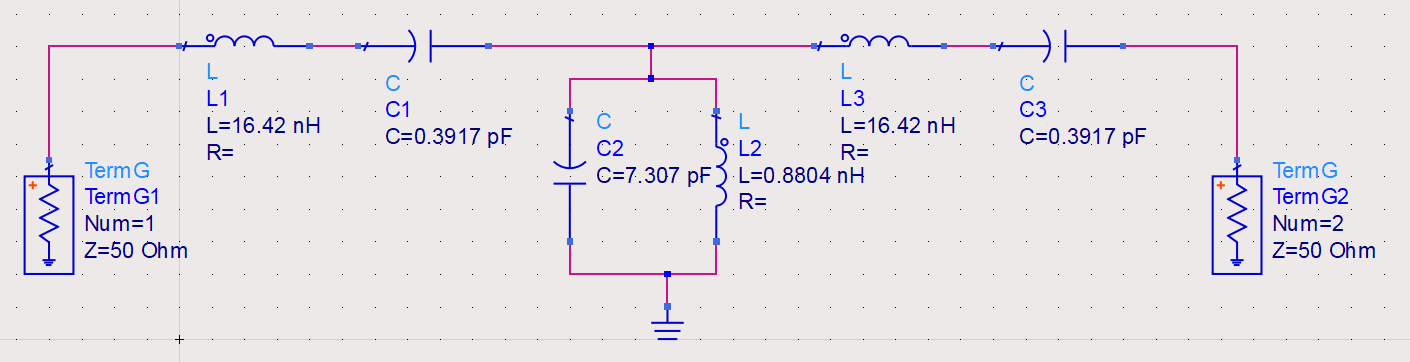 L
L1
L=16.42 nH
R=
C
C1
C=0.3917 pF
C
C2
C=7.307 pF
L
L2
L=0.8804 nH
R=
L
L3
L=16.42 nH
R=
C
C3
C=0.3917 pF
+
TermG
TermG1
Num=1
Z=50 Ohm
+
TermG
TermG2
Num=2
Z=50 Ohm